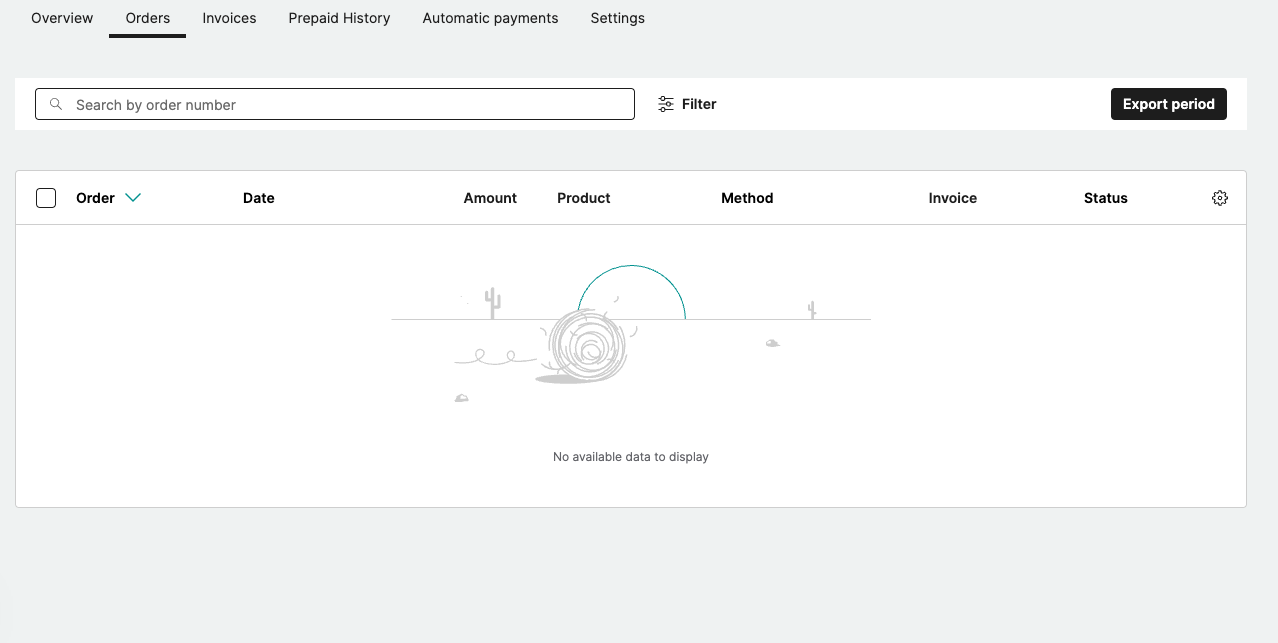 Overview Orders Invoices Prepaid History Automatic payments Settings
Search by order number Filter Export period
Order Date Amount Product Method Invoice Status
No available data to display